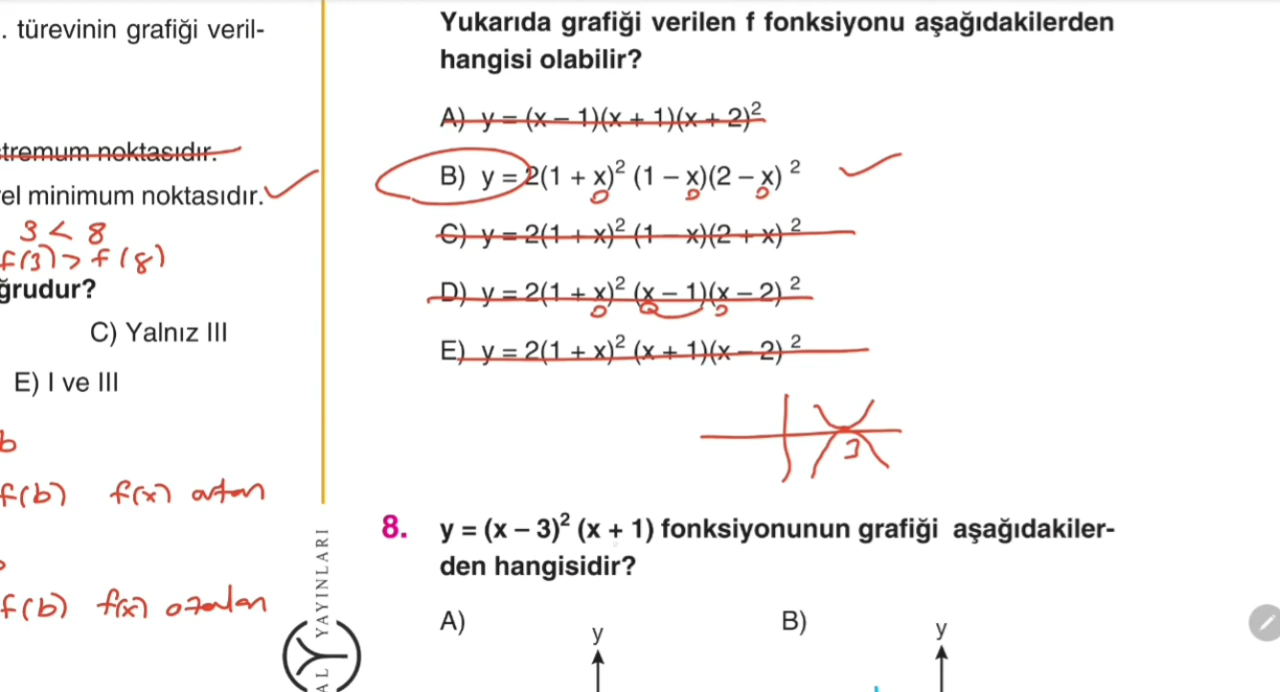 . türevinin grafiği veril-
tremum noktasıdır.
el minimum noktasıdır.
3 < 8
f(3) > f(8)
ğrudur?
C) Yalnız III
E) I ve III
b
f(b) f(x) artan
f(b) f(x) azalan
AL YAYINLARI
Yukarıda grafiği verilen f fonksiyonu aşağıdakilerden
hangisi olabilir?
A) y = (x – 1)(x + 1)(x + 2)²
B) y = 2(1 + x)² (1 – x)(2 – x) ²
C) y = 2(1 + x)² (1 – x)(2 + x) ²
D) y = 2(1 + x)² (x – 1)(x – 2) ²
E) y = 2(1 + x)² (x + 1)(x – 2) ²
3
8. y = (x – 3)² (x + 1) fonksiyonunun grafiği aşağıdakiler-
den hangisidir?
A) B)
y y